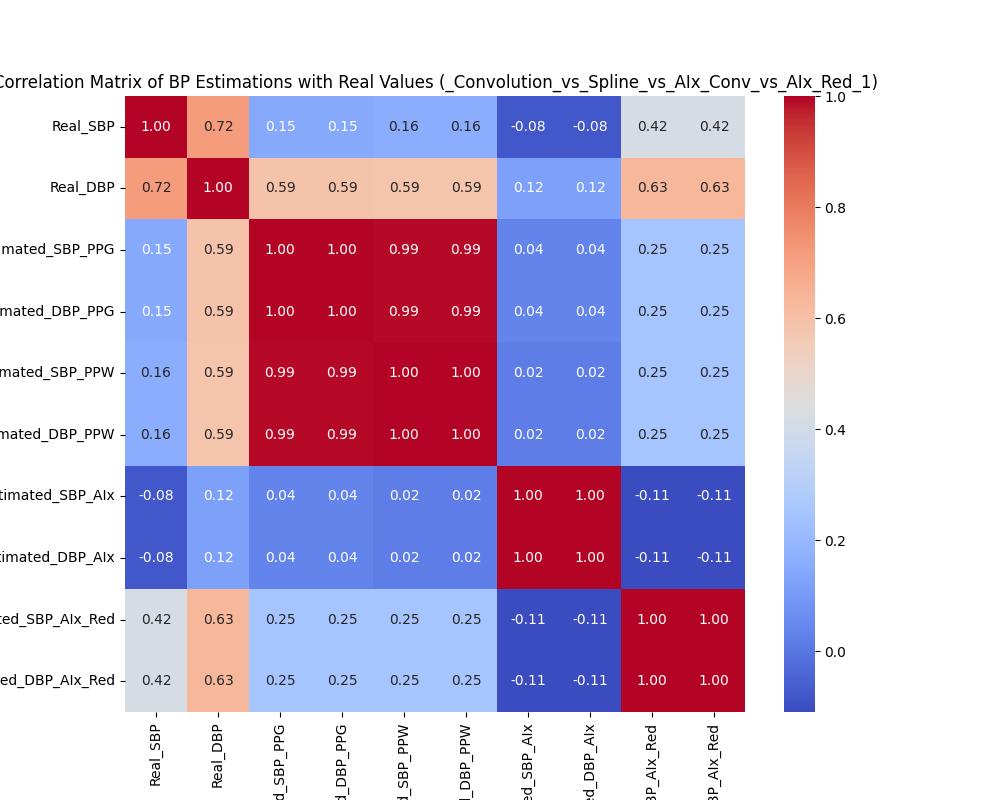 Correlation Matrix of BP Estimations with Real Values (_Convolution_vs_Spline_vs_AIx_Conv_vs_AIx_Red_1)
Real_SBP 1.00 0.72 0.15 0.15 0.16 0.16 -0.08 -0.08 0.42 0.42
Real_DBP 0.72 1.00 0.59 0.59 0.59 0.59 0.12 0.12 0.63 0.63
mated_SBP_PPG 0.15 0.59 1.00 1.00 0.99 0.99 0.04 0.04 0.25 0.25
mated_DBP_PPG 0.15 0.59 1.00 1.00 0.99 0.99 0.04 0.04 0.25 0.25
mated_SBP_PPW 0.16 0.59 0.99 0.99 1.00 1.00 0.02 0.02 0.25 0.25
mated_DBP_PPW 0.16 0.59 0.99 0.99 1.00 1.00 0.02 0.02 0.25 0.25
timated_SBP_AIx -0.08 0.12 0.04 0.04 0.02 0.02 1.00 1.00 -0.11 -0.11
timated_DBP_AIx -0.08 0.12 0.04 0.04 0.02 0.02 1.00 1.00 -0.11 -0.11
ted_SBP_AIx_Red 0.42 0.63 0.25 0.25 0.25 0.25 -0.11 -0.11 1.00 1.00
ed_DBP_AIx_Red 0.42 0.63 0.25 0.25 0.25 0.25 -0.11 -0.11 1.00 1.00
Real_SBP
Real_DBP
d_SBP_PPG
d_DBP_PPG
d_SBP_PPW
d_DBP_PPW
ed_SBP_AIx
ed_DBP_AIx
BP_AIx_Red
BP_AIx_Red
1.0
0.8
0.6
0.4
0.2
0.0